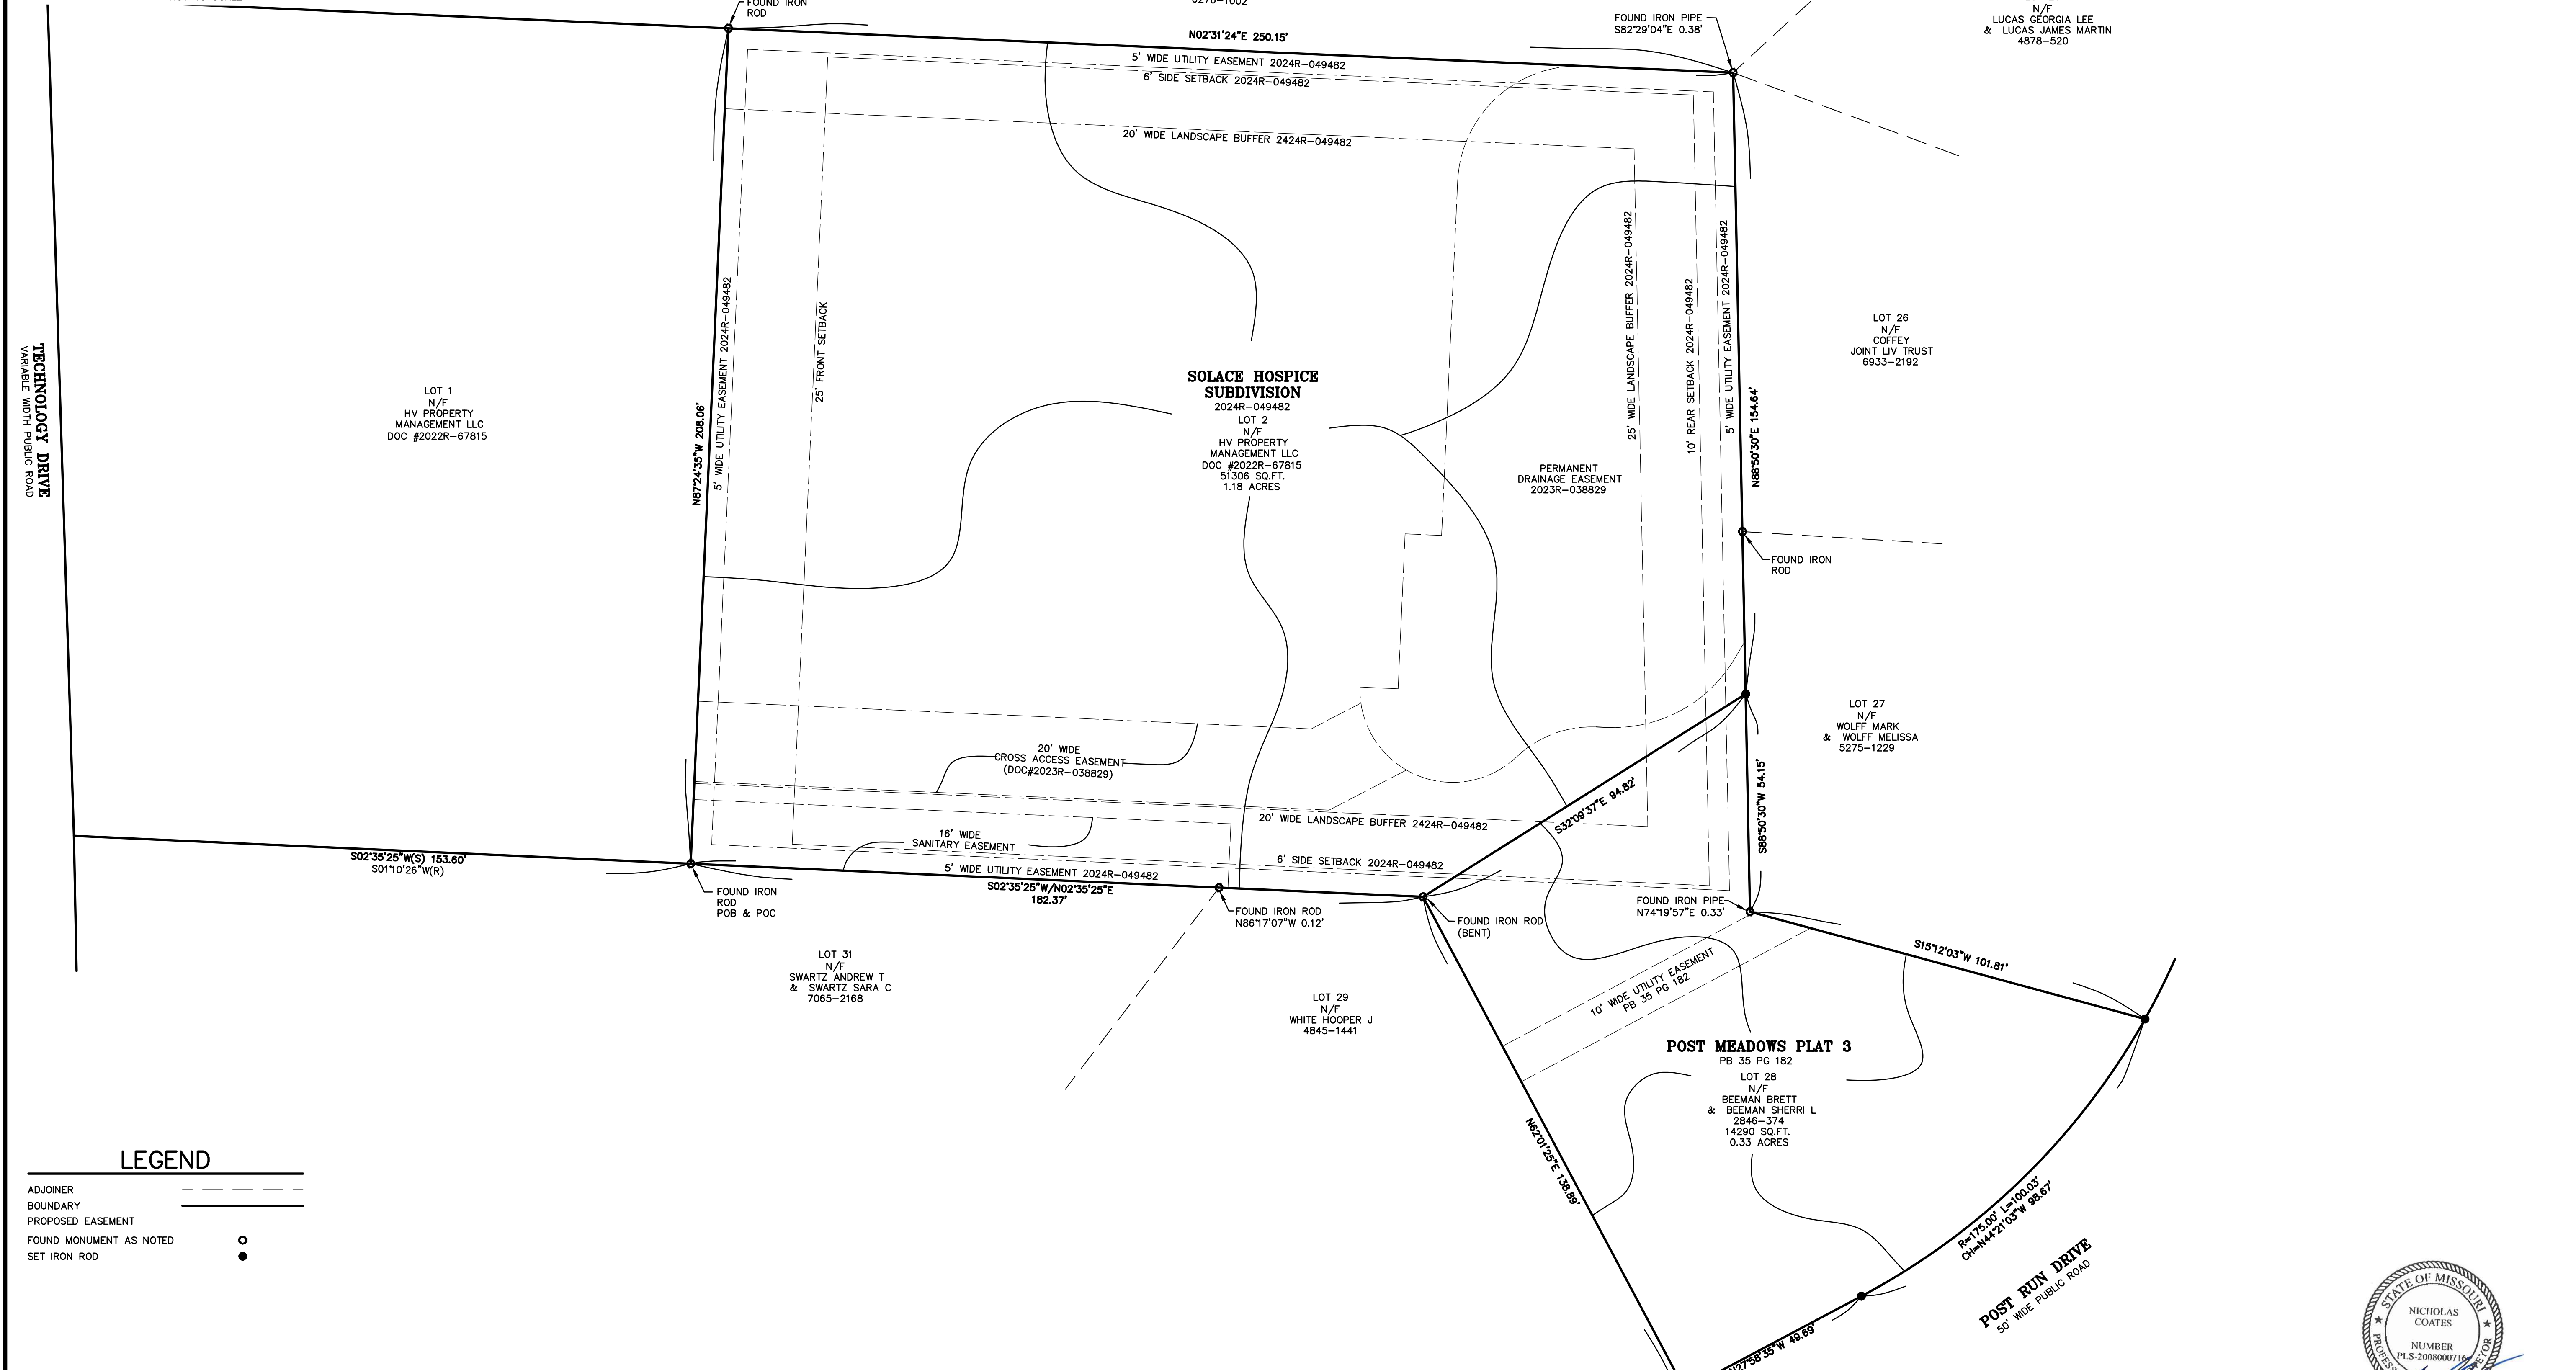 FOUND IRON
ROD
N02°31'24"E 250.15'
5' WIDE UTILITY EASEMENT 2024R-049482
6' SIDE SETBACK 2024R-049482
20' WIDE LANDSCAPE BUFFER 2424R-049482
FOUND IRON PIPE
S82°29'04"E 0.38'
N/F
LUCAS GEORGIA LEE
& LUCAS JAMES MARTIN
4878-520
TECHNOLOGY DRIVE
VARIABLE WIDTH PUBLIC ROAD
LOT 1
N/F
HV PROPERTY
MANAGEMENT LLC
DOC #2022R-67815
N87°24'35"W 208.06'
5' WIDE UTILITY EASEMENT 2024R-049482
25' FRONT SETBACK
SOLACE HOSPICE
SUBDIVISION
2024R-049482
LOT 2
N/F
HV PROPERTY
MANAGEMENT LLC
DOC #2022R-67815
51306 SQ.FT.
1.18 ACRES
PERMANENT
DRAINAGE EASEMENT
2023R-038829
25' WIDE LANDSCAPE BUFFER 2024R-049482
10' REAR SETBACK 2024R-049482
5' WIDE UTILITY EASEMENT 2024R-049482
N88°50'30"E 154.64'
LOT 26
N/F
COFFEY
JOINT LIV TRUST
6933-2192
FOUND IRON
ROD
LOT 27
N/F
WOLFF MARK
& WOLFF MELISSA
5275-1229
S88°50'30"W 54.15'
20' WIDE
CROSS ACCESS EASEMENT
(DOC#2023R-038829)
S32°09'37"E 94.82'
20' WIDE LANDSCAPE BUFFER 2424R-049482
16' WIDE
SANITARY EASEMENT
6' SIDE SETBACK 2024R-049482
5' WIDE UTILITY EASEMENT 2024R-049482
S02°35'25"W/N02°35'25"E
182.37'
S02°35'25"W(S) 153.60'
S01°10'26"W(R)
FOUND IRON
ROD
POB & POC
FOUND IRON ROD
N86°17'07"W 0.12'
FOUND IRON ROD
(BENT)
FOUND IRON PIPE
N74°19'57"E 0.33'
S15°12'03"W 101.81'
LOT 31
N/F
SWARTZ ANDREW T
& SWARTZ SARA C
7065-2168
LOT 29
N/F
WHITE HOOPER J
4845-1441
10' WIDE UTILITY EASEMENT
PB 35 PG 182
POST MEADOWS PLAT 3
PB 35 PG 182
LOT 28
N/F
BEEMAN BRETT
& BEEMAN SHERRI L
2846-374
14290 SQ.FT.
0.33 ACRES
N62°01'25"E 138.89'
R=175.00' L=100.03'
CH=N44°21'03"W 98.67'
POST RUN DRIVE
50' WIDE PUBLIC ROAD
N27°58'35"W 49.69'
LEGEND
ADJOINER
BOUNDARY
PROPOSED EASEMENT
FOUND MONUMENT AS NOTED
SET IRON ROD
STATE OF MISSOURI
NICHOLAS
COATES
NUMBER
PLS-2008000716